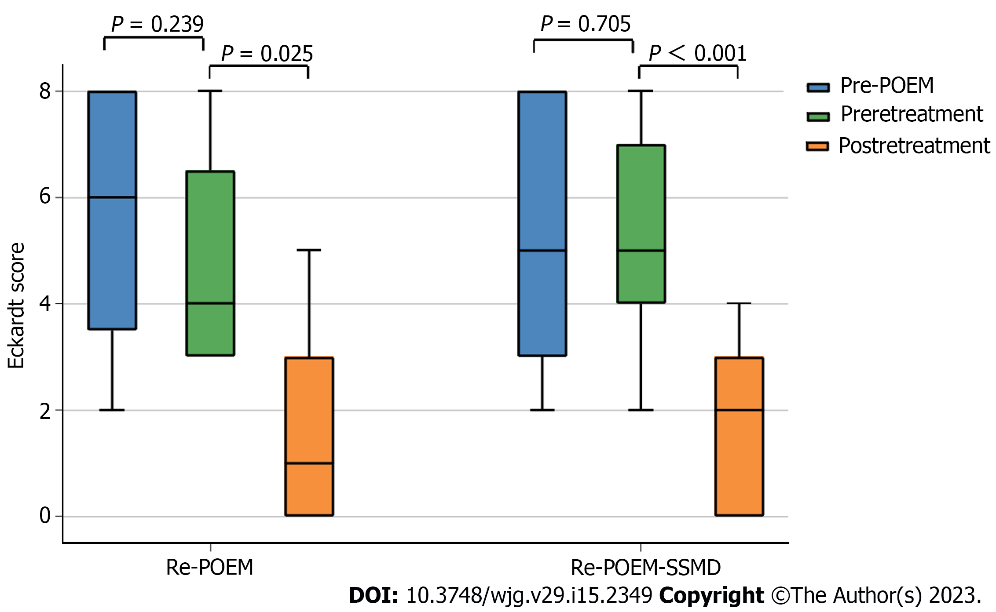 P = 0.239
P = 0.025
P = 0.705
P < 0.001
Pre-POEM
Preretreatment
Postretreatment
Eckardt score
8
6
4
2
0
Re-POEM
Re-POEM-SSMD
DOI: 10.3748/wjg.v29.i15.2349 Copyright ©The Author(s) 2023.